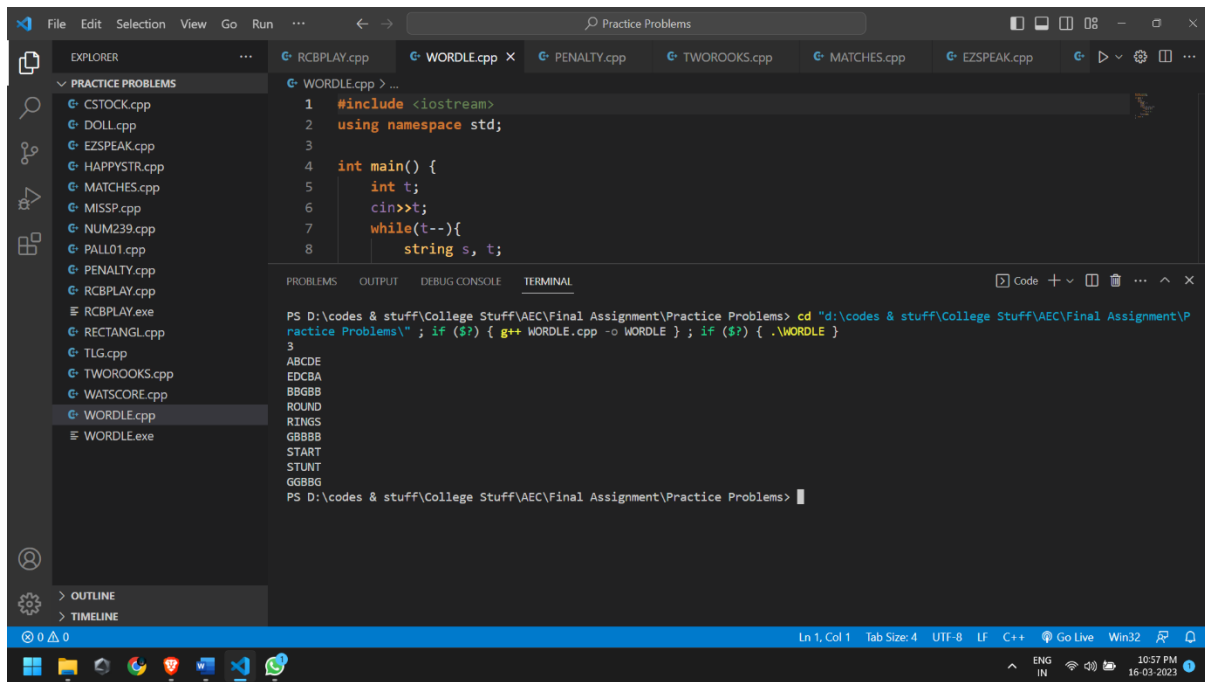 File Edit Selection View Go Run ··· ← → Practice Problems
EXPLORER ···
PRACTICE PROBLEMS
CSTOCK.cpp
DOLL.cpp
EZSPEAK.cpp
HAPPYSTR.cpp
MATCHES.cpp
MISSP.cpp
NUM239.cpp
PALL01.cpp
PENALTY.cpp
RCBPLAY.cpp
RCBPLAY.exe
RECTANGL.cpp
TLG.cpp
TWOROOKS.cpp
WATSCORE.cpp
WORDLE.cpp
WORDLE.exe
OUTLINE
TIMELINE
RCBPLAY.cpp WORDLE.cpp PENALTY.cpp TWOROOKS.cpp MATCHES.cpp EZSPEAK.cpp
WORDLE.cpp > ...
1 #include <iostream>
2 using namespace std;
3
4 int main() {
5 int t;
6 cin>>t;
7 while(t--){
8 string s, t;
PROBLEMS OUTPUT DEBUG CONSOLE TERMINAL Code
PS D:\codes & stuff\College Stuff\AEC\Final Assignment\Practice Problems> cd "d:\codes & stuff\College Stuff\AEC\Final Assignment\P
ractice Problems\" ; if ($?) { g++ WORDLE.cpp -o WORDLE } ; if ($?) { .\WORDLE }
3
ABCDE
EDCBA
BBGBB
ROUND
RINGS
GBBBB
START
STUNT
GGBBG
PS D:\codes & stuff\College Stuff\AEC\Final Assignment\Practice Problems>
0 0 Ln 1, Col 1 Tab Size: 4 UTF-8 LF C++ Go Live Win32
ENG
IN
10:57 PM
16-03-2023
1